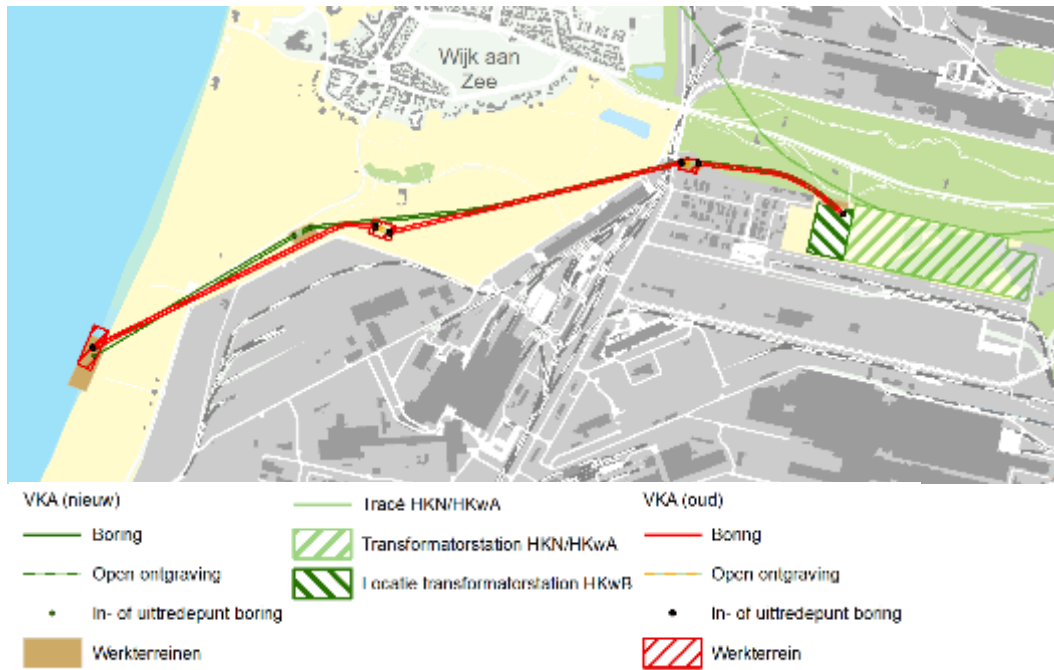 Wijk aan
Zee
VKA (nieuw)
Boring
Open ontgraving
In- of uittredepunt boring
Werkterreinen
Tracé HKN/HKwA
Transformatorstation HKN/HKwA
Locatie transformatorstation HKwB
VKA (oud)
Boring
Open ontgraving
In- of uittredepunt boring
Werkterrein